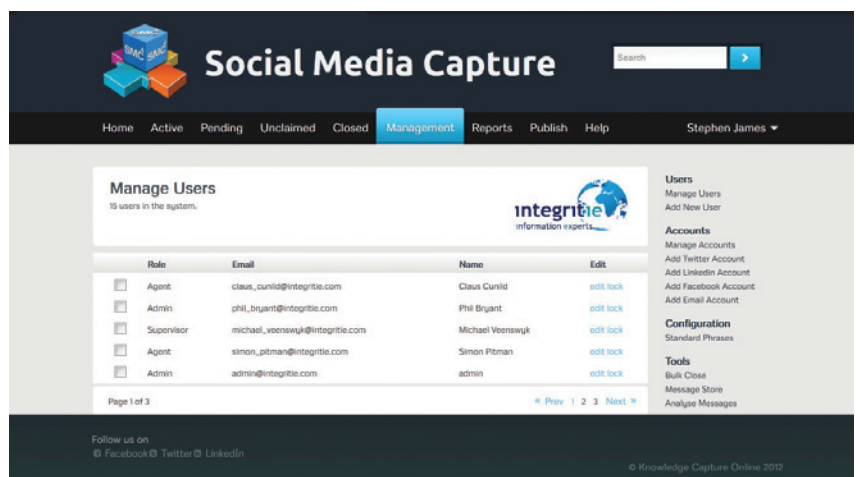 SMC
SMC SMC
Social Media Capture
Search
Home Active Pending Unclaimed Closed Management Reports Publish Help Stephen James
Manage Users
15 users in the system.
integritie
information experts
Role Email Name Edit
Agent claus_cunild@integritie.com Claus Cunild edit lock
Admin phil_bryant@integritie.com Phil Bryant edit lock
Supervisor michael_veenswyk@integritie.com Michael Veenswyk edit lock
Agent simon_pitman@integritie.com Simon Pitman edit lock
Admin admin@integritie.com admin edit lock
Page 1 of 3 « Prev 1 2 3 Next »
Users
Manage Users
Add New User
Accounts
Manage Accounts
Add Twitter Account
Add Linkedin Account
Add Facebook Account
Add Email Account
Configuration
Standard Phrases
Tools
Bulk Close
Message Store
Analyse Messages
Follow us on
Facebook Twitter LinkedIn
© Knowledge Capture Online 2012